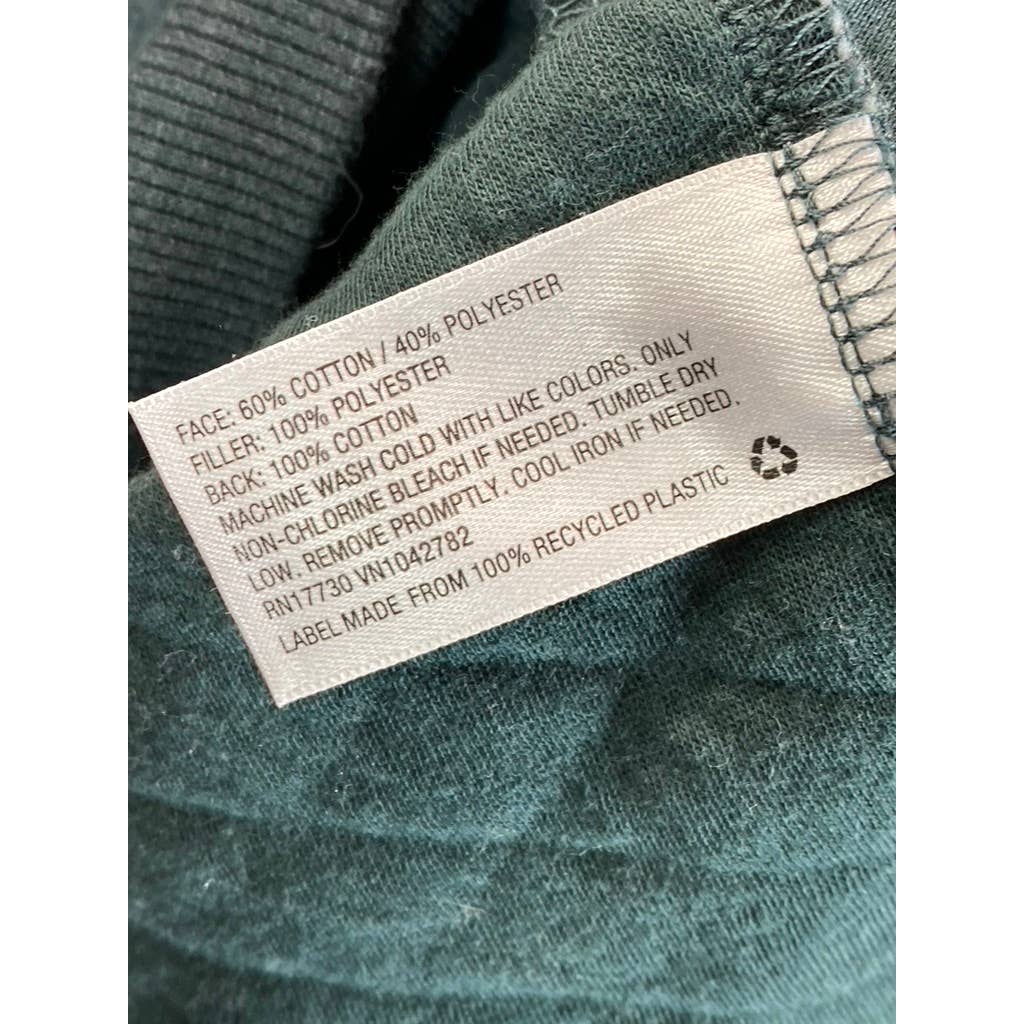 FACE: 60% COTTON / 40% POLYESTER
FILLER: 100% POLYESTER
BACK: 100% COTTON
MACHINE WASH COLD WITH LIKE COLORS. ONLY
NON-CHLORINE BLEACH IF NEEDED. TUMBLE DRY
LOW. REMOVE PROMPTLY. COOL IRON IF NEEDED.
RN17730 VN1042782
LABEL MADE FROM 100% RECYCLED PLASTIC